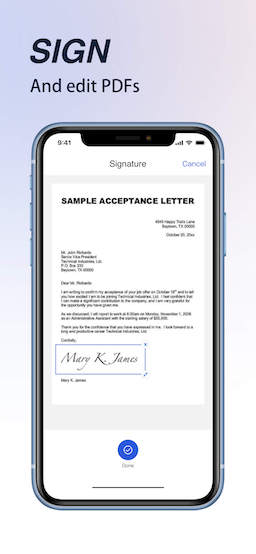 SIGN
And edit PDFs
9:41
Signature
Cancel
SAMPLE ACCEPTANCE LETTER
4949 Happy Trails Lane
Baytown, TX 00000
October 20, 20xx
Mr. John Richards
Senior Vice President
Technical Industries, Ltd.
P.O. Box 330
Baytown, TX 00000
Dear Mr. Richards:
I am writing to confirm my acceptance of your job offer on October 16th and to tell
you how excited I am to be joining Technical Industries, Ltd. I feel confident that
I can make a significant contribution to the company, and I am very grateful for
the opportunity you have given me.
As we discussed, I will report to work at 8:00am on Monday, November 1, 2008
as an Administrative Assistant with the starting salary of $20,000.
Thank you for the confidence that you have expressed in me. I look forward to a
long and productive career Technical Industries, Ltd.
Cordially,
Mary K. James
Mary K. James
Done